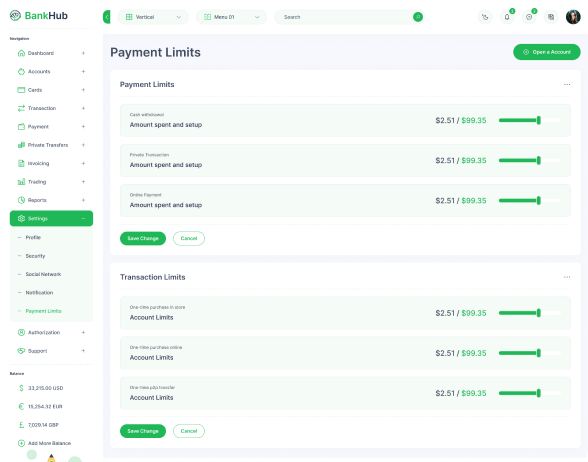 BankHub
Vertical
Menu 01
Search
Navigation
Dashboard
Accounts
Cards
Transaction
Payment
Private Transfers
Invoicing
Trading
Reports
Settings
Profile
Security
Social Network
Notification
Payment Limits
Authorization
Support
Balance
33,215.00 USD
15,254.32 EUR
7,029.14 GBP
Add More Balance
Payment Limits
Open a Account
Payment Limits
Cash withdrawal
Amount spent and setup
$2.51 / $99.35
Private Transaction
Amount spent and setup
$2.51 / $99.35
Online Payment
Amount spent and setup
$2.51 / $99.35
Save Change
Cancel
Transaction Limits
One-time purchase in store
Account Limits
$2.51 / $99.35
One-time purchase online
Account Limits
$2.51 / $99.35
One-time p2p transfer
Account Limits
$2.51 / $99.35
Save Change
Cancel